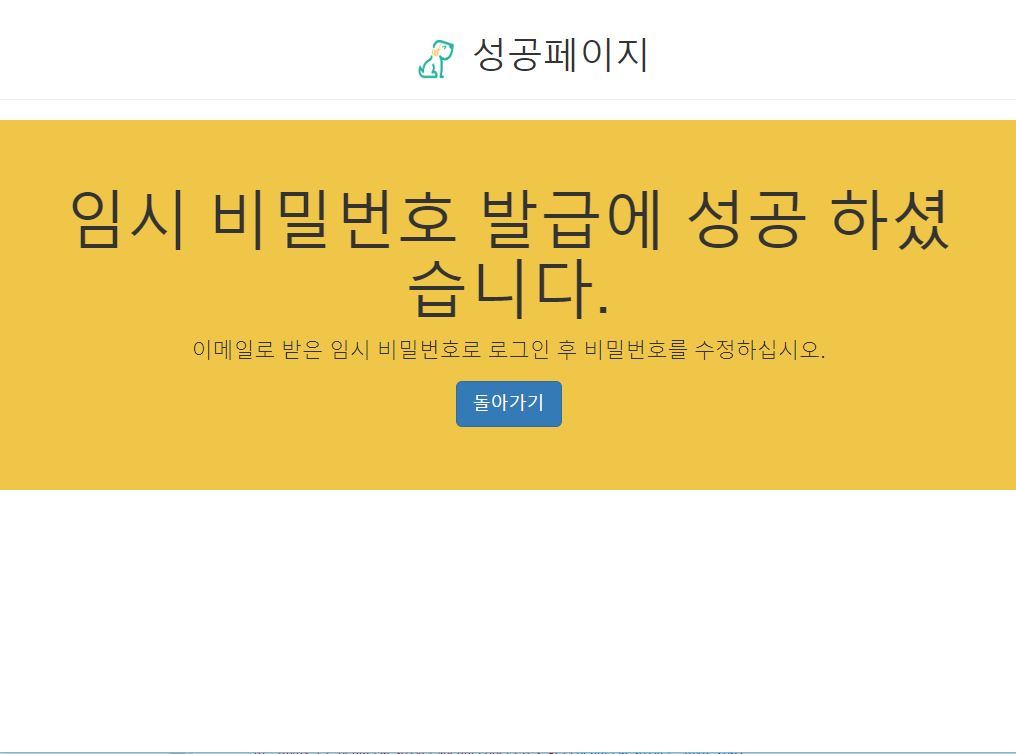 성공페이지
임시 비밀번호 발급에 성공 하셨
습니다.
이메일로 받은 임시 비밀번호로 로그인 후 비밀번호를 수정하십시오.
돌아가기